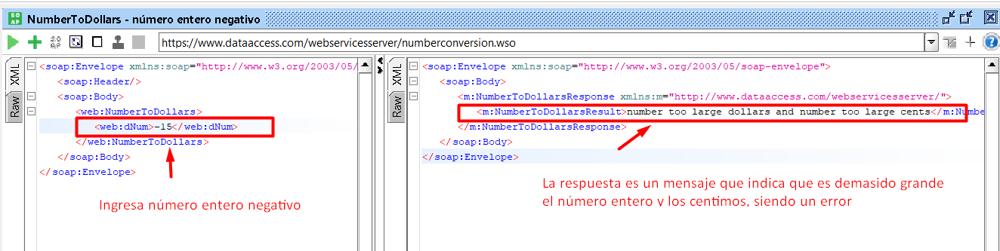 SO
AP
NumberToDollars - número entero negativo
https://www.dataaccess.com/webservicesserver/numberconversion.wso
XML
Raw
<soap:Envelope xmlns:soap="http://www.w3.org/2003/05/
<soap:Header/>
<soap:Body>
<web:NumberToDollars>
<web:dNum>-15</web:dNum>
</web:NumberToDollars>
</soap:Body>
</soap:Envelope>
Ingresa número entero negativo
XML
Raw
<soap:Envelope xmlns:soap="http://www.w3.org/2003/05/soap-envelope">
<soap:Body>
<m:NumberToDollarsResponse xmlns:m="http://www.dataaccess.com/webservicesserver/">
<m:NumberToDollarsResult>number too large dollars and number too large cents</m:Numbe
</m:NumberToDollarsResponse>
</soap:Body>
</soap:Envelope>
La respuesta es un mensaje que indica que es demasido grande
el número entero y los centimos, siendo un error